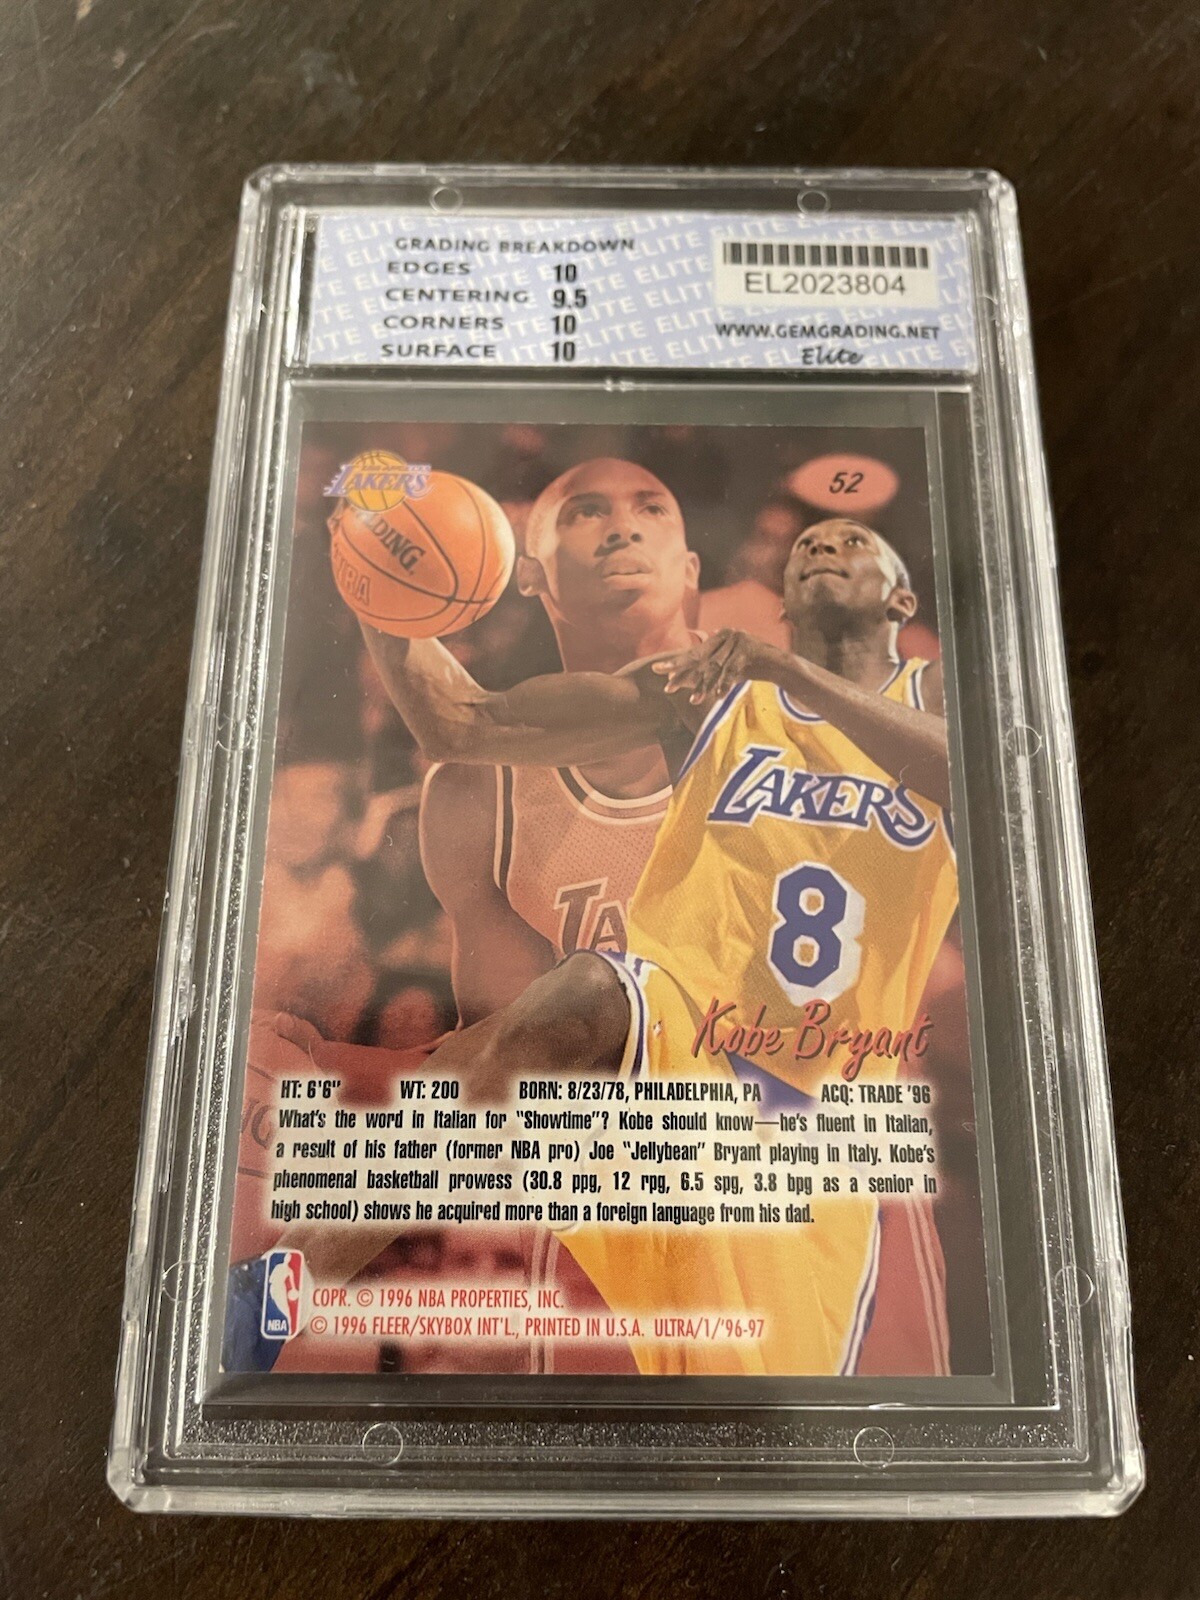 GRADING BREAKDOWN
EDGES 10
CENTERING 9.5
CORNERS 10
SURFACE 10
EL2023804
WWW.GEMGRADING.NET
Elite
LAKERS
52
SPALDING
LAKERS
8
Kobe Bryant
HT: 6'6" WT: 200 BORN: 8/23/78, PHILADELPHIA, PA ACQ: TRADE '96
What's the word in Italian for "Showtime"? Kobe should know—he's fluent in Italian,
a result of his father (former NBA pro) Joe "Jellybean" Bryant playing in Italy. Kobe's
phenomenal basketball prowess (30.8 ppg, 12 rpg, 6.5 spg, 3.8 bpg as a senior in
high school) shows he acquired more than a foreign language from his dad.
NBA
COPR. © 1996 NBA PROPERTIES, INC.
© 1996 FLEER/SKYBOX INT'L., PRINTED IN U.S.A. ULTRA/1/'96-97